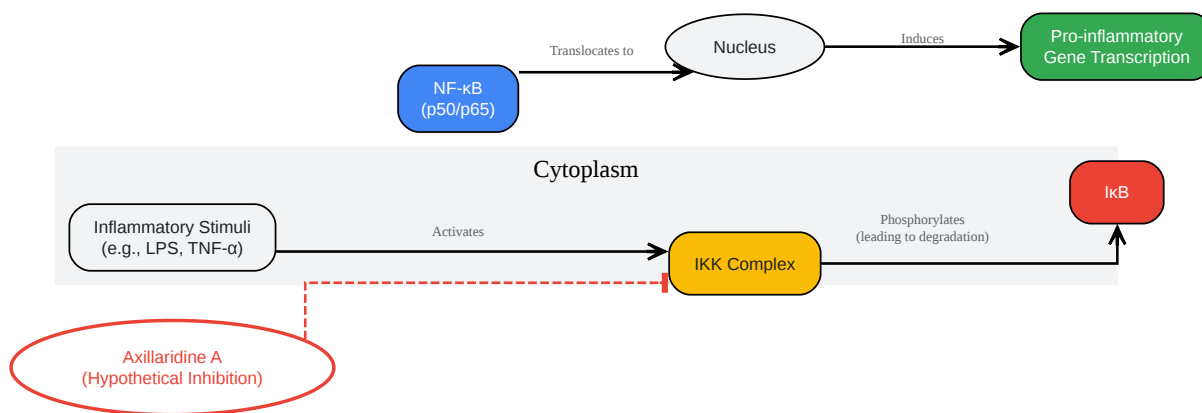 Nucleus
Translocates to
Induces
Pro-inflammatory
Gene Transcription
NF-κB
(p50/p65)
Cytoplasm
IκB
Inflammatory Stimuli
(e.g., LPS, TNF-α)
Activates
Phosphorylates
(leading to degradation)
IKK Complex
Axillaridine A
(Hypothetical Inhibition)